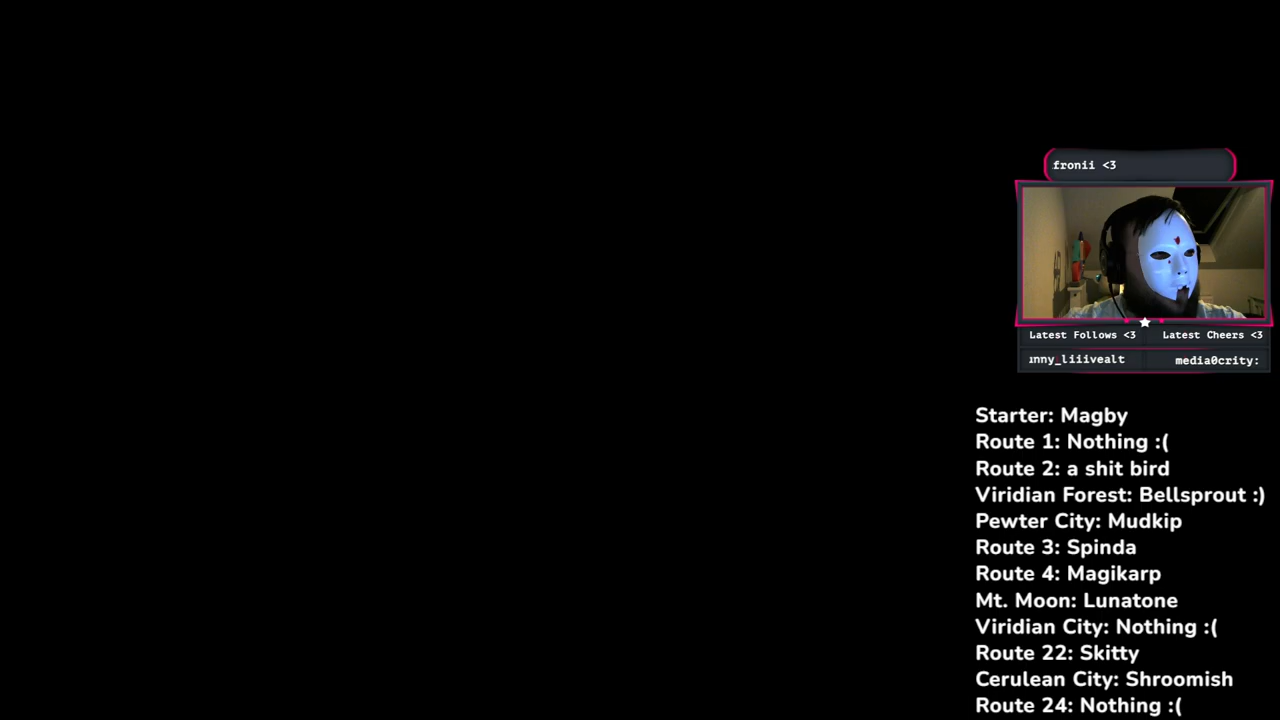 fronii <3
Latest Follows <3
Latest Cheers <3
nny_liiivealt
media0crity:
Starter: Magby
Route 1: Nothing :(
Route 2: a shit bird
Viridian Forest: Bellsprout :)
Pewter City: Mudkip
Route 3: Spinda
Route 4: Magikarp
Mt. Moon: Lunatone
Viridian City: Nothing :(
Route 22: Skitty
Cerulean City: Shroomish
Route 24: Nothing :(